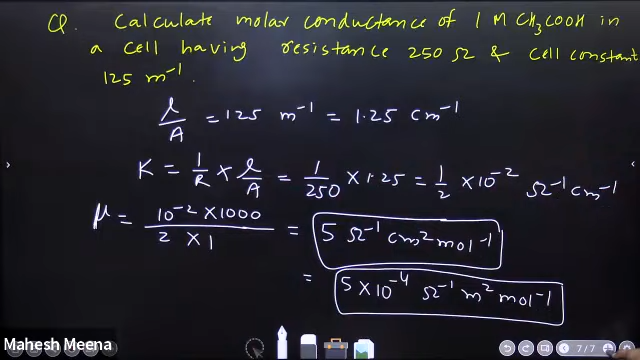 Q. Calculate molar conductance of 1 M CH₃COOH in
a cell having resistance 250 Ω & cell constant
125 m⁻¹.
l/A = 125 m⁻¹ = 1.25 cm⁻¹
K = 1/R × l/A = 1/250 × 1.25 = 1/2 × 10⁻² Ω⁻¹ cm⁻¹
μ = 10⁻² × 1000 / 2 × 1 = 5 Ω⁻¹ cm² mol⁻¹
= 5 × 10⁻⁴ Ω⁻¹ m² mol⁻¹
Mahesh Meena
7/7